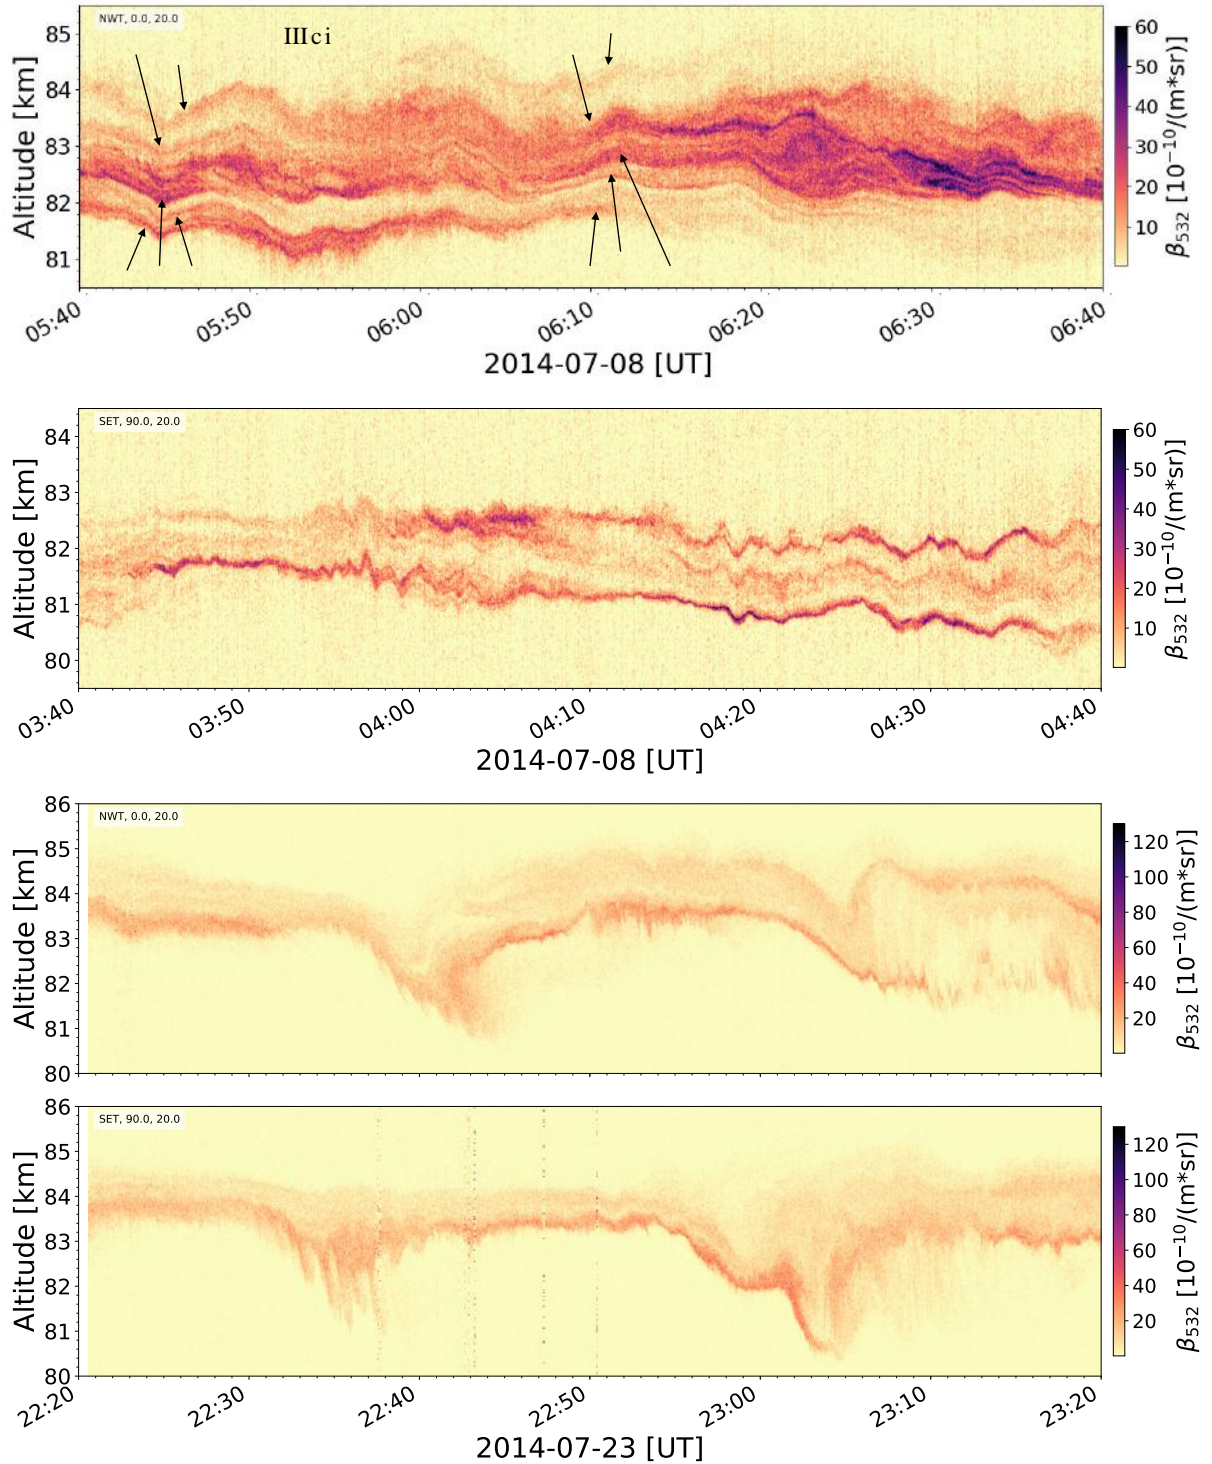 NWT, 0.0, 20.0
IIIci
85
84
83
82
81
Altitude [km]
60
50
40
30
20
10
β532 [10−10/(m*sr)]
05:40 05:50 06:00 06:10 06:20 06:30 06:40
2014-07-08 [UT]
SET, 90.0, 20.0
84
83
82
81
80
Altitude [km]
60
50
40
30
20
10
β532 [10−10/(m*sr)]
03:40 03:50 04:00 04:10 04:20 04:30 04:40
2014-07-08 [UT]
NWT, 0.0, 20.0
86
85
84
83
82
81
80
Altitude [km]
120
100
80
60
40
20
β532 [10−10/(m*sr)]
SET, 90.0, 20.0
86
85
84
83
82
81
80
Altitude [km]
120
100
80
60
40
20
β532 [10−10/(m*sr)]
22:20 22:30 22:40 22:50 23:00 23:10 23:20
2014-07-23 [UT]